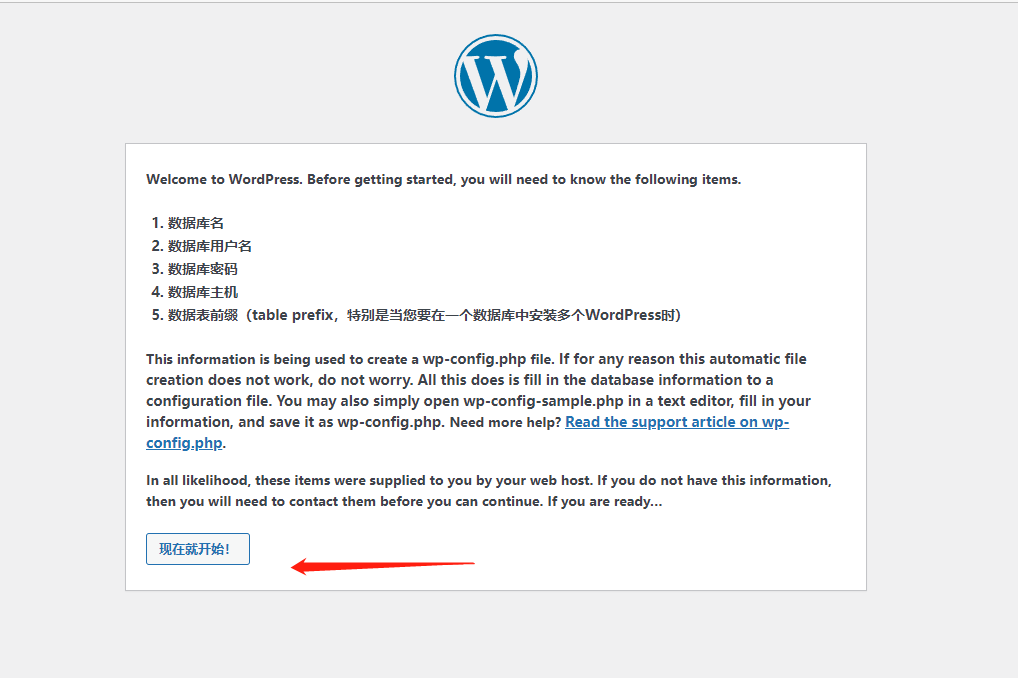 Welcome to WordPress. Before getting started, you will need to know the following items.
1. 数据库名
2. 数据库用户名
3. 数据库密码
4. 数据库主机
5. 数据表前缀（table prefix，特别是当您要在一个数据库中安装多个WordPress时）
This information is being used to create a wp-config.php file. If for any reason this automatic file
creation does not work, do not worry. All this does is fill in the database information to a
configuration file. You may also simply open wp-config-sample.php in a text editor, fill in your
information, and save it as wp-config.php. Need more help? Read the support article on wp-
config.php.
In all likelihood, these items were supplied to you by your web host. If you do not have this information,
then you will need to contact them before you can continue. If you are ready…
现在就开始！